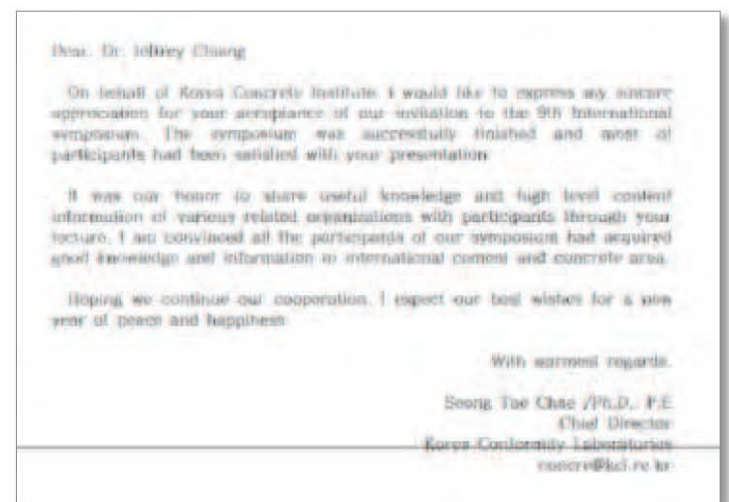 Dear. Dr. Jeffrey Chiang
On behalf of Korea Concrete Institute, I would like to express my sincere
appreciation for your acceptance of our invitation to the 9th International
symposium. The symposium was successfully finished and most of
participants had been satisfied with your presentation.
It was our honor to share useful knowledge and high level content
information of various related organizations with participants through your
lecture. I am convinced all the participants of our symposium had acquired
good knowledge and information in international cement and concrete area.
Hoping we continue our cooperation, I expect our best wishes for a new
year of peace and happiness.
With warmest regards.
Seong Tae Chae /Ph.D., P.E
Chief Director
Korea Conformity Laboratories
concre@kcl.re.kr